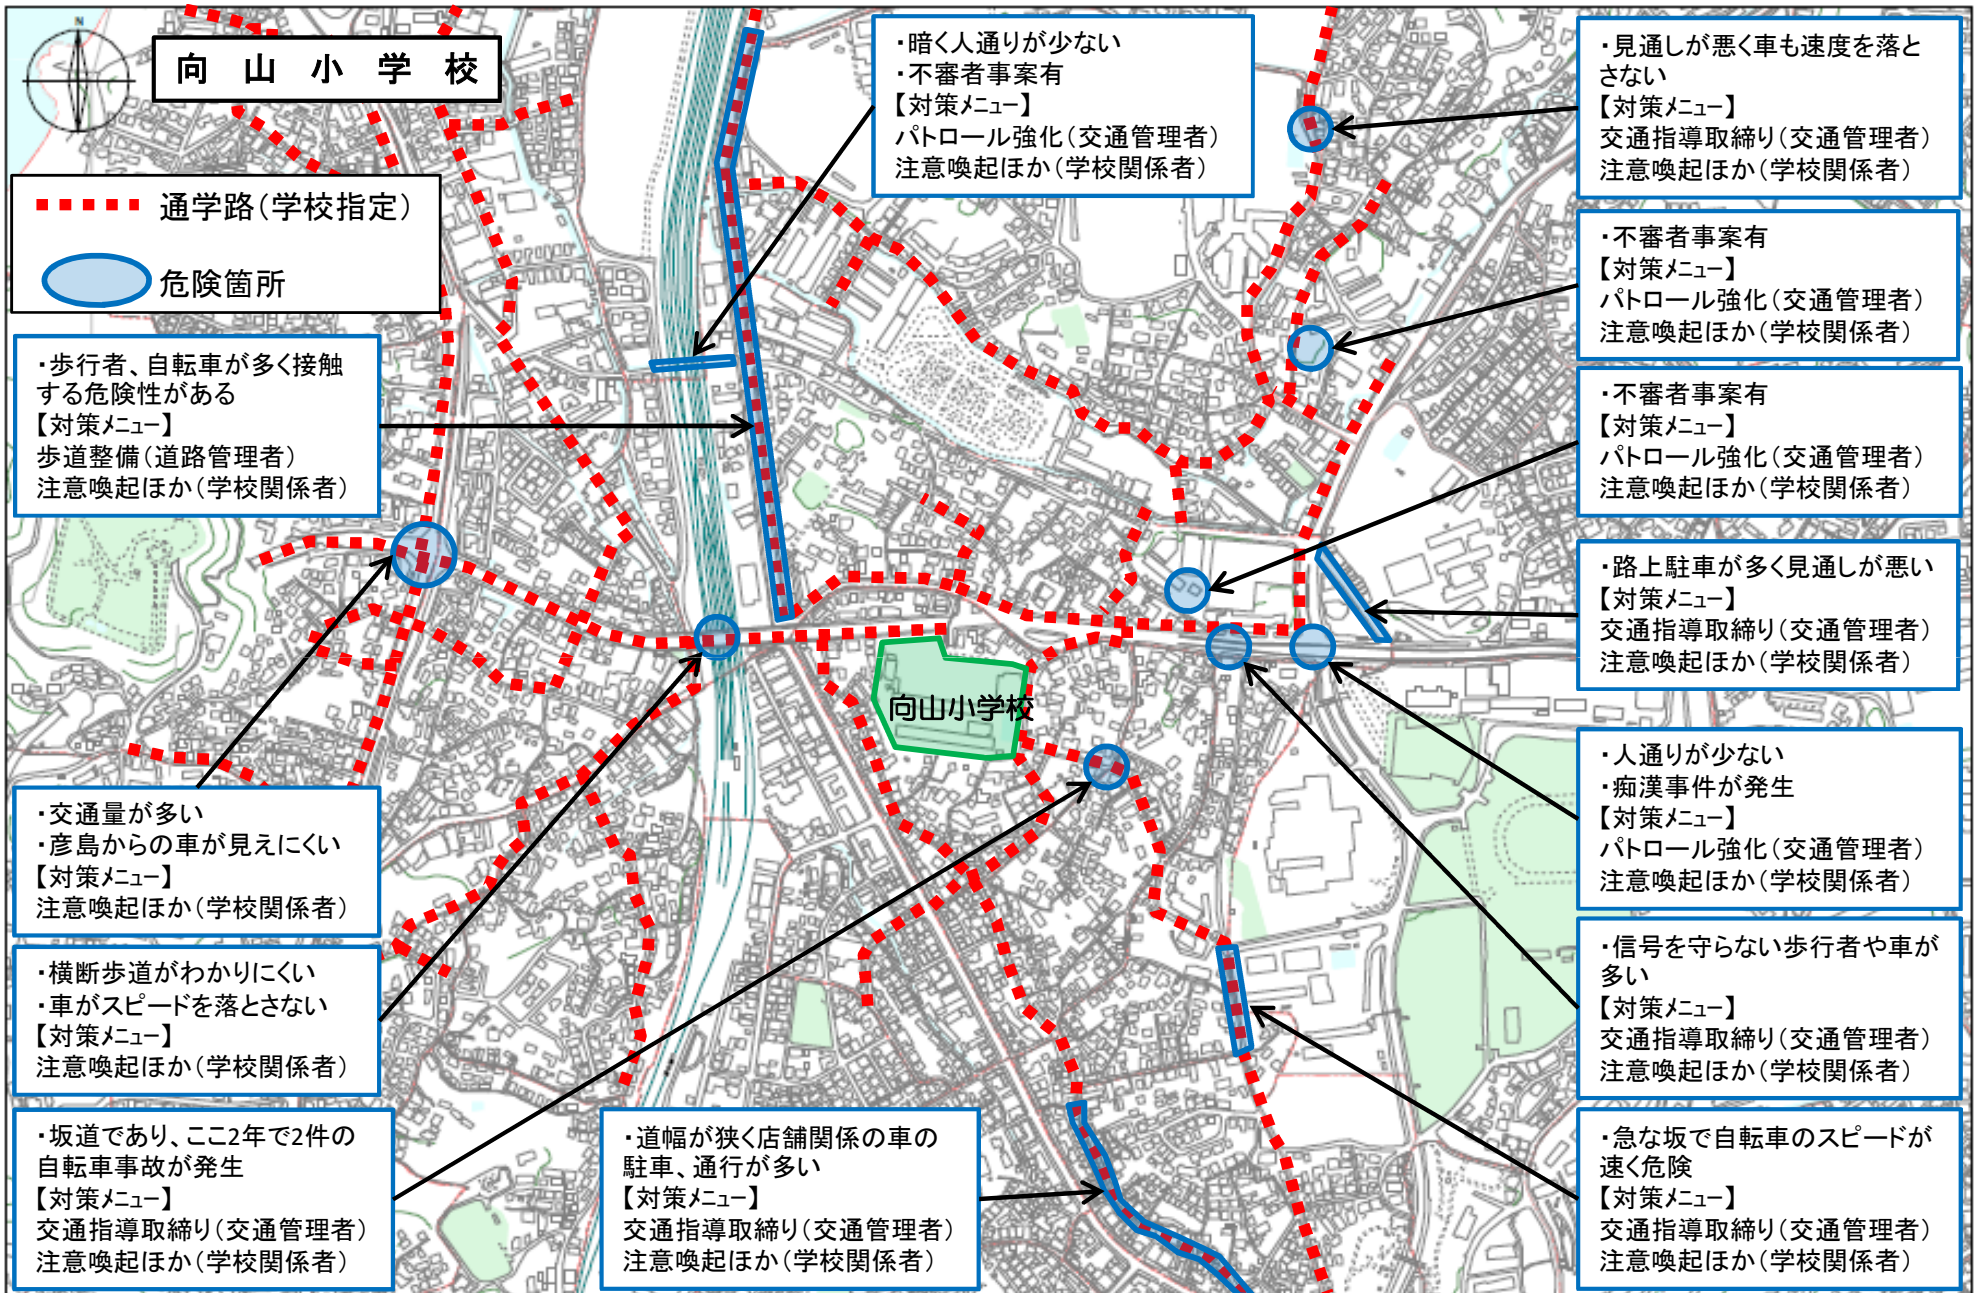 N
向山小学校
通学路（学校指定）
危険箇所
・暗く人通りが少ない
・不審者事案有
【対策メニュー】
パトロール強化（交通管理者）
注意喚起ほか（学校関係者）
・見通しが悪く車も速度を落と
さない
【対策メニュー】
交通指導取締り（交通管理者）
注意喚起ほか（学校関係者）
・不審者事案有
【対策メニュー】
パトロール強化（交通管理者）
注意喚起ほか（学校関係者）
・歩行者、自転車が多く接触
する危険性がある
【対策メニュー】
歩道整備（道路管理者）
注意喚起ほか（学校関係者）
・不審者事案有
【対策メニュー】
パトロール強化（交通管理者）
注意喚起ほか（学校関係者）
・路上駐車が多く見通しが悪い
【対策メニュー】
交通指導取締り（交通管理者）
注意喚起ほか（学校関係者）
向山小学校
・人通りが少ない
・痴漢事件が発生
【対策メニュー】
パトロール強化（交通管理者）
注意喚起ほか（学校関係者）
・交通量が多い
・彦島からの車が見えにくい
【対策メニュー】
注意喚起ほか（学校関係者）
・信号を守らない歩行者や車が
多い
【対策メニュー】
交通指導取締り（交通管理者）
注意喚起ほか（学校関係者）
・横断歩道がわかりにくい
・車がスピードを落とさない
【対策メニュー】
注意喚起ほか（学校関係者）
・坂道であり、ここ2年で2件の
自転車事故が発生
【対策メニュー】
交通指導取締り（交通管理者）
注意喚起ほか（学校関係者）
・道幅が狭く店舗関係の車の
駐車、通行が多い
【対策メニュー】
交通指導取締り（交通管理者）
注意喚起ほか（学校関係者）
・急な坂で自転車のスピードが
速く危険
【対策メニュー】
交通指導取締り（交通管理者）
注意喚起ほか（学校関係者）